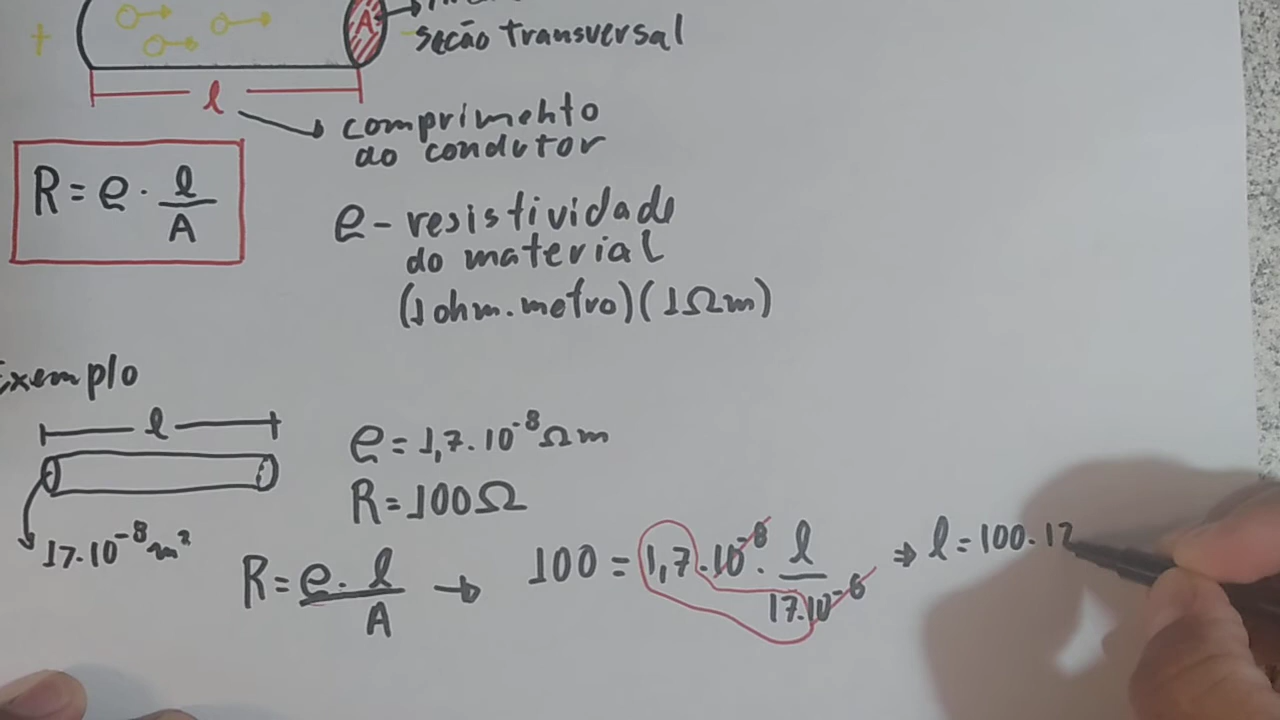 +
A
seção transversal
l
comprimento
do condutor
R = ρ · l / A
ρ - resistividade
do material
(1 ohm.metro) (1Ωm)
Exemplo
l
ρ = 1,7.10⁻⁸ Ωm
R = 100Ω
17.10⁻⁸ m²
R = ρ. l / A → 100 = 1,7.10⁻⁸ . l / 17.10⁻⁸ ⇒ l = 100.17